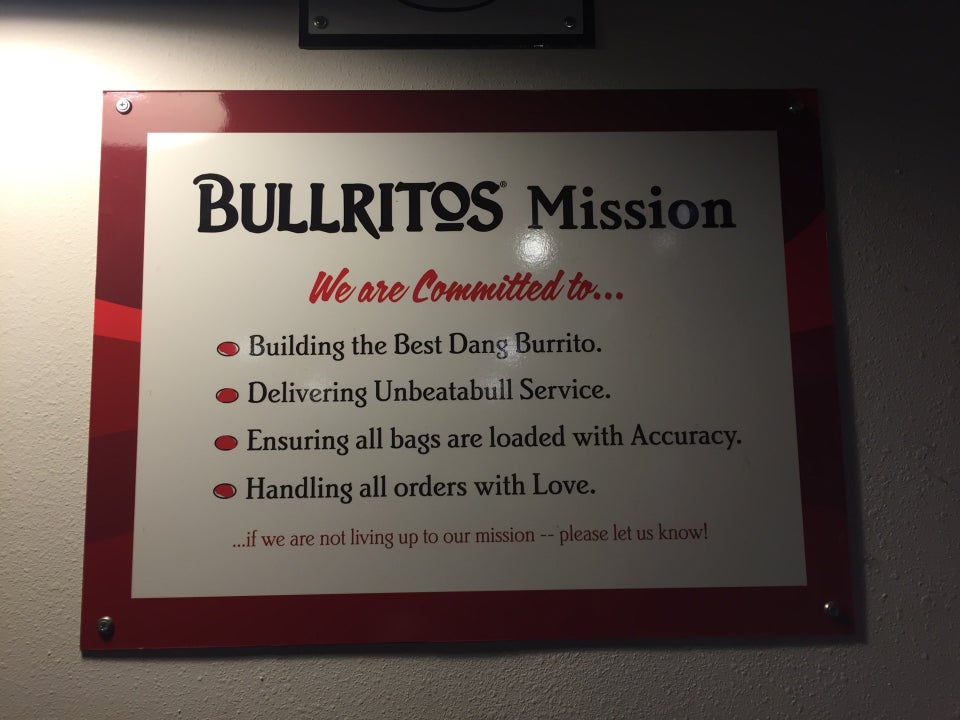 BULLRITOS® Mission
We are Committed to...
Building the Best Dang Burrito.
Delivering Unbeatabull Service.
Ensuring all bags are loaded with Accuracy.
Handling all orders with Love.
...if we are not living up to our mission -- please let us know!